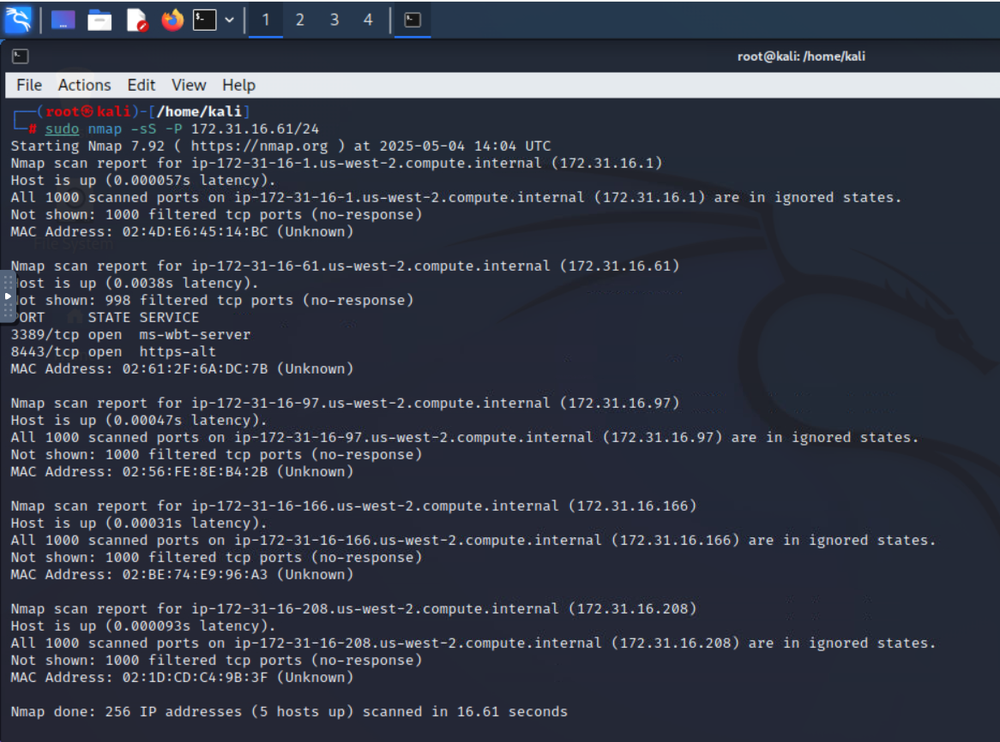 1 2 3 4
root@kali: /home/kali
File Actions Edit View Help
(root㉿kali)-[/home/kali]
# sudo nmap -sS -P 172.31.16.61/24
Starting Nmap 7.92 ( https://nmap.org ) at 2025-05-04 14:04 UTC
Nmap scan report for ip-172-31-16-1.us-west-2.compute.internal (172.31.16.1)
Host is up (0.000057s latency).
All 1000 scanned ports on ip-172-31-16-1.us-west-2.compute.internal (172.31.16.1) are in ignored states.
Not shown: 1000 filtered tcp ports (no-response)
MAC Address: 02:4D:E6:45:14:BC (Unknown)
File System
Nmap scan report for ip-172-31-16-61.us-west-2.compute.internal (172.31.16.61)
Host is up (0.0038s latency).
Not shown: 998 filtered tcp ports (no-response)
PORT STATE SERVICE
3389/tcp open ms-wbt-server
8443/tcp open https-alt
MAC Address: 02:61:2F:6A:DC:7B (Unknown)
Nmap scan report for ip-172-31-16-97.us-west-2.compute.internal (172.31.16.97)
Host is up (0.00047s latency).
All 1000 scanned ports on ip-172-31-16-97.us-west-2.compute.internal (172.31.16.97) are in ignored states.
Not shown: 1000 filtered tcp ports (no-response)
MAC Address: 02:56:FE:8E:B4:2B (Unknown)
Nmap scan report for ip-172-31-16-166.us-west-2.compute.internal (172.31.16.166)
Host is up (0.00031s latency).
All 1000 scanned ports on ip-172-31-16-166.us-west-2.compute.internal (172.31.16.166) are in ignored states.
Not shown: 1000 filtered tcp ports (no-response)
MAC Address: 02:BE:74:E9:96:A3 (Unknown)
Nmap scan report for ip-172-31-16-208.us-west-2.compute.internal (172.31.16.208)
Host is up (0.000093s latency).
All 1000 scanned ports on ip-172-31-16-208.us-west-2.compute.internal (172.31.16.208) are in ignored states.
Not shown: 1000 filtered tcp ports (no-response)
MAC Address: 02:1D:CD:C4:9B:3F (Unknown)
Nmap done: 256 IP addresses (5 hosts up) scanned in 16.61 seconds